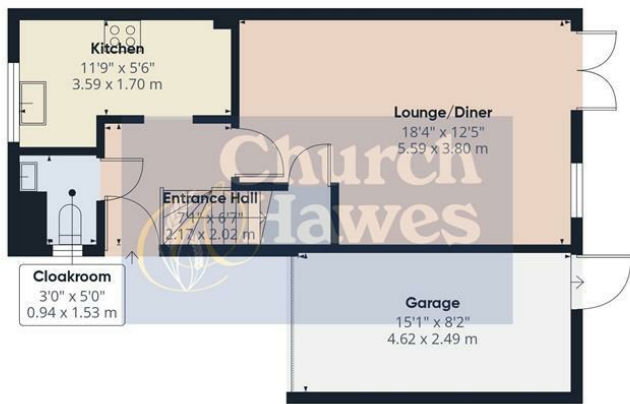 Kitchen
11'9" x 5'6"
3.59 x 1.70 m
Lounge/Diner
18'4" x 12'5"
5.59 x 3.80 m
Church
Hawes
Entrance Hall
7'1" x 6'7"
2.17 x 2.02 m
Cloakroom
3'0" x 5'0"
0.94 x 1.53 m
Garage
15'1" x 8'2"
4.62 x 2.49 m